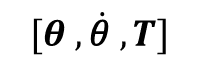 [𝜽 , 𝜃̇ , 𝑻]